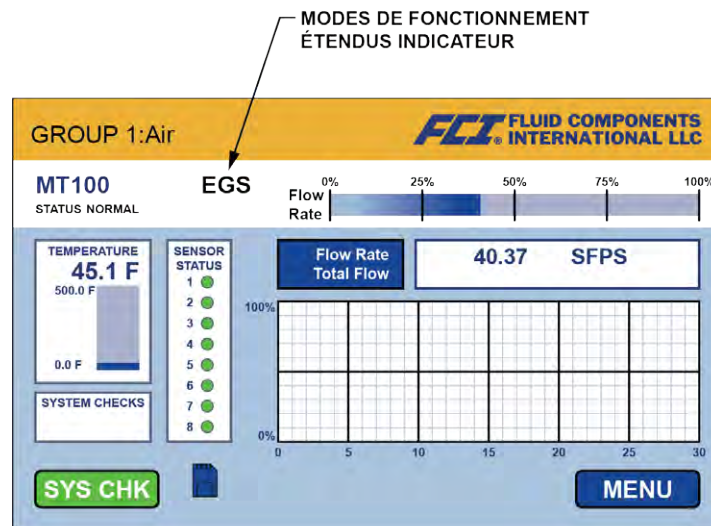 MODES DE FONCTIONNEMENT
ÉTENDUS INDICATEUR
GROUP 1:Air
FCI® FLUID COMPONENTS
INTERNATIONAL LLC
MT100
STATUS NORMAL
EGS
Flow
Rate
0% 25% 50% 75% 100%
TEMPERATURE
45.1 F
500.0 F
0.0 F
SENSOR
STATUS
1
2
3
4
5
6
7
8
SYSTEM CHECKS
Flow Rate
Total Flow
40.37 SFPS
100%
0%
0 5 10 15 20 25 30
SYS CHK
MENU